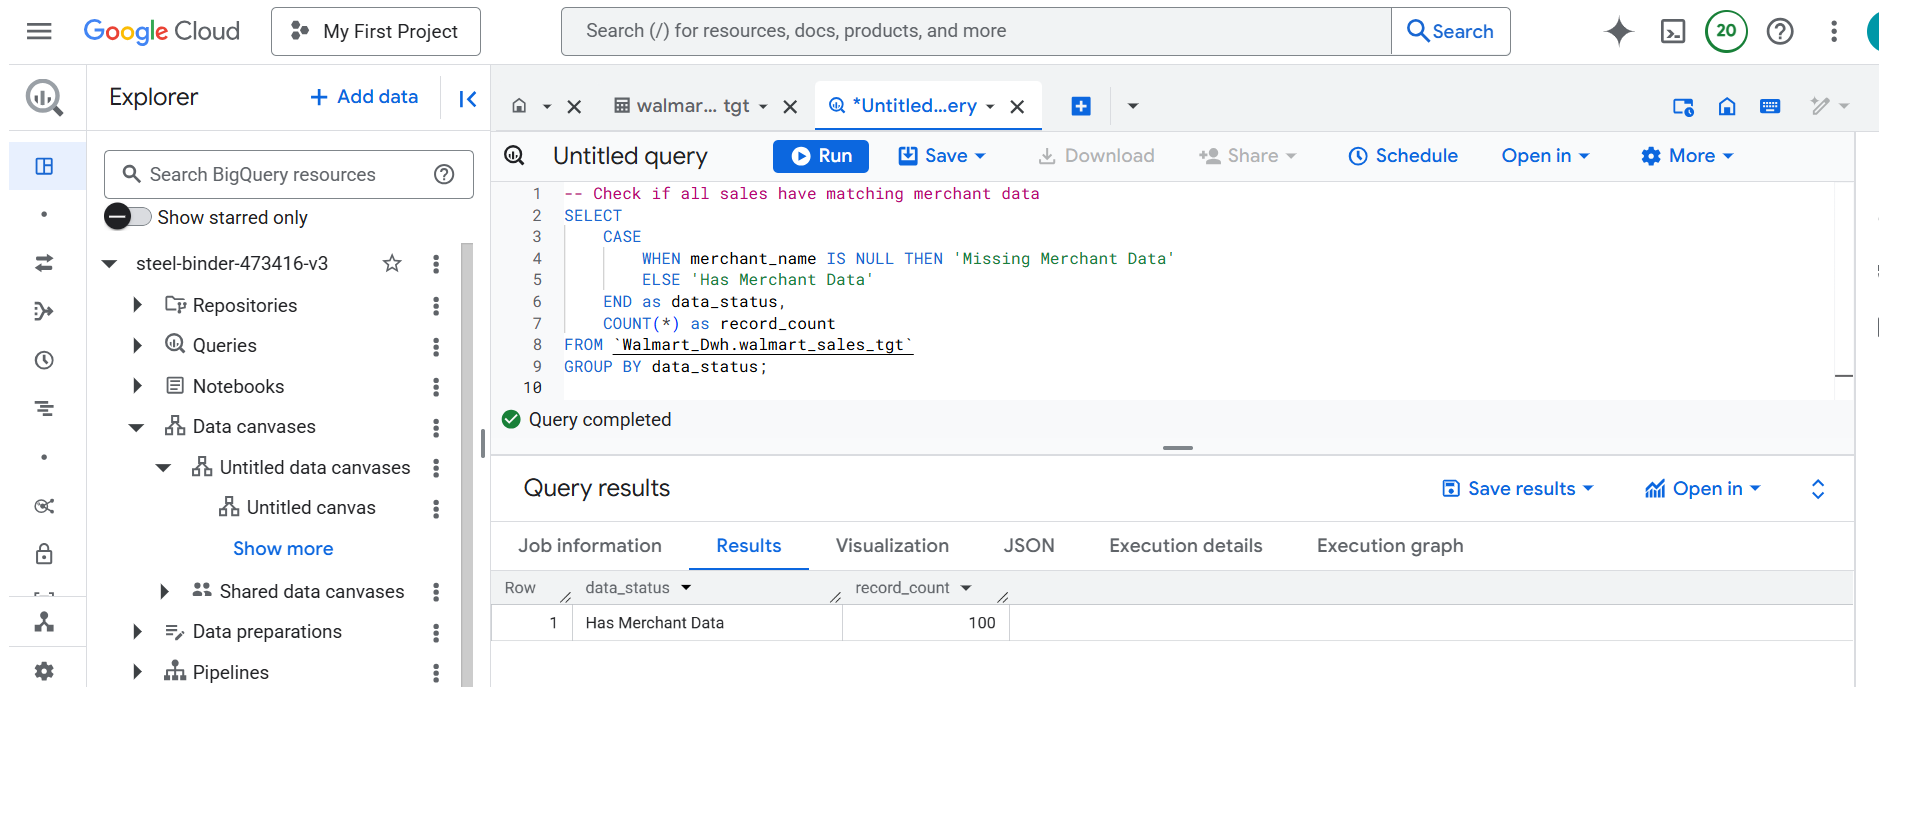 Google Cloud
My First Project
Search (/) for resources, docs, products, and more
Search
20
Explorer
+ Add data
Search BigQuery resources
Show starred only
steel-binder-473416-v3
Repositories
Queries
Notebooks
Data canvases
Untitled data canvases
Untitled canvas
Show more
Shared data canvases
Data preparations
Pipelines
walmar... tgt
*Untitled...ery
Untitled query
Run
Save
Download
Share
Schedule
Open in
More
1 -- Check if all sales have matching merchant data
2 SELECT
3 CASE
4 WHEN merchant_name IS NULL THEN 'Missing Merchant Data'
5 ELSE 'Has Merchant Data'
6 END as data_status,
7 COUNT(*) as record_count
8 FROM `Walmart_Dwh.walmart_sales_tgt`
9 GROUP BY data_status;
10
Query completed
Query results
Save results
Open in
Job information Results Visualization JSON Execution details Execution graph
Row data_status record_count
1 Has Merchant Data 100